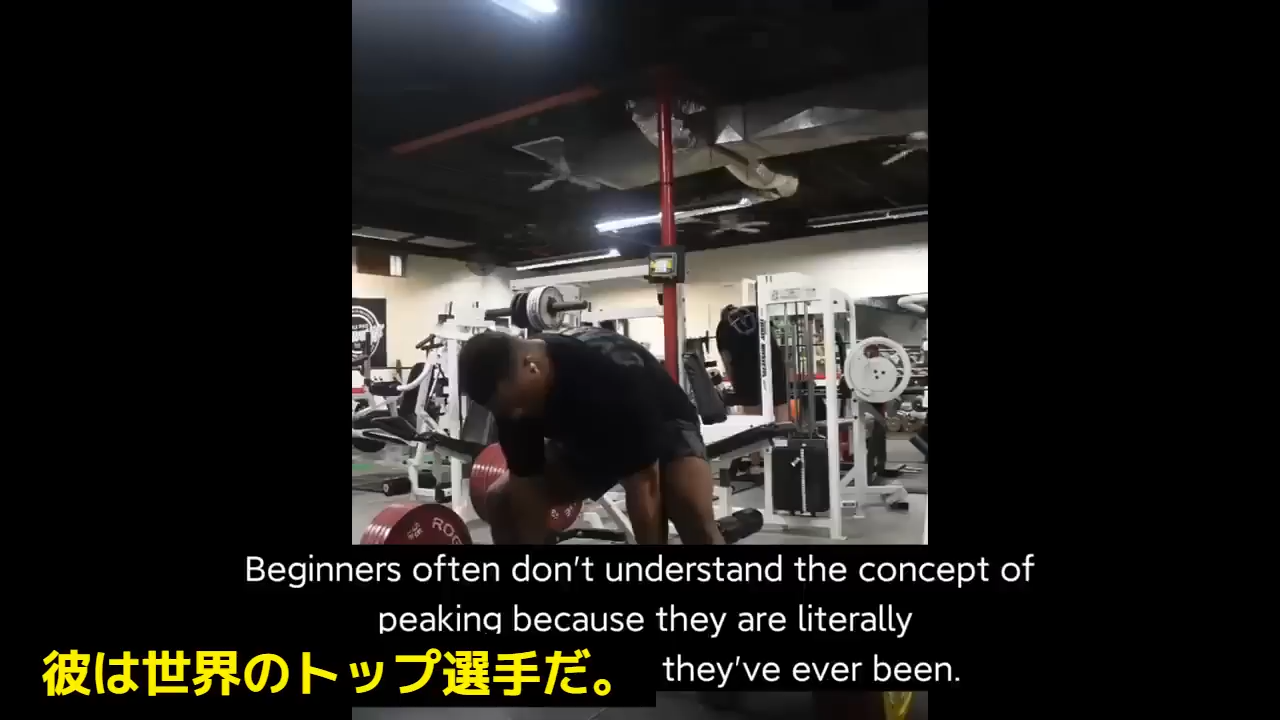 ROG
Beginners often don't understand the concept of
peaking because they are literally
they've ever been.
彼は世界のトップ選手だ。